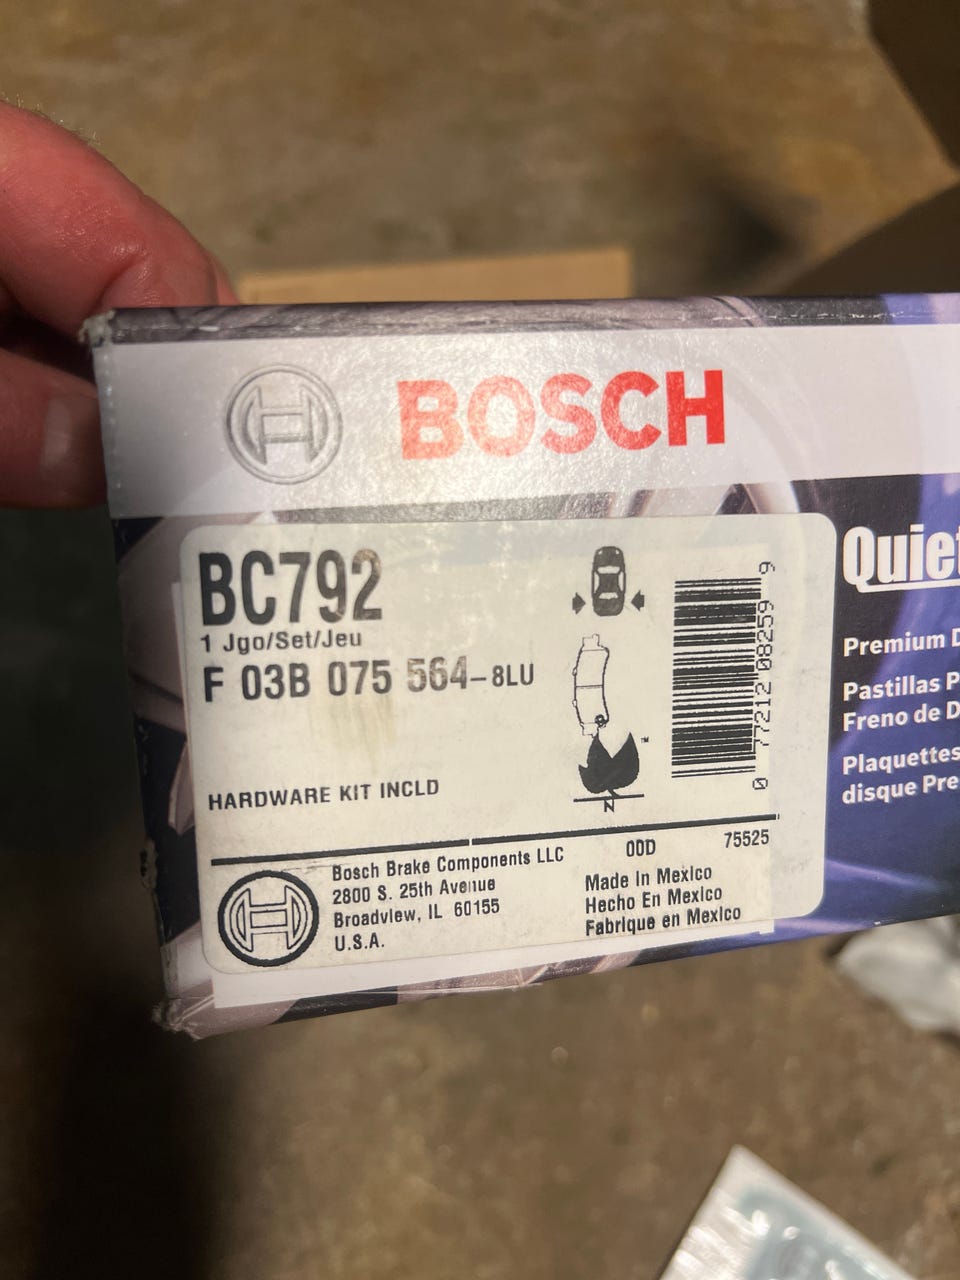 BOSCH
BC792
1 Jgo/Set/Jeu
F 03B 075 564-8LU
HARDWARE KIT INCLD
0 77212 08259 9
™
N
Bosch Brake Components LLC
2800 S. 25th Avenue
Broadview, IL 60155
U.S.A.
00D
75525
Made In Mexico
Hecho En Mexico
Fabrique en Mexico
Quiet
Premium D
Pastillas P
Freno de D
Plaquettes
disque Pre